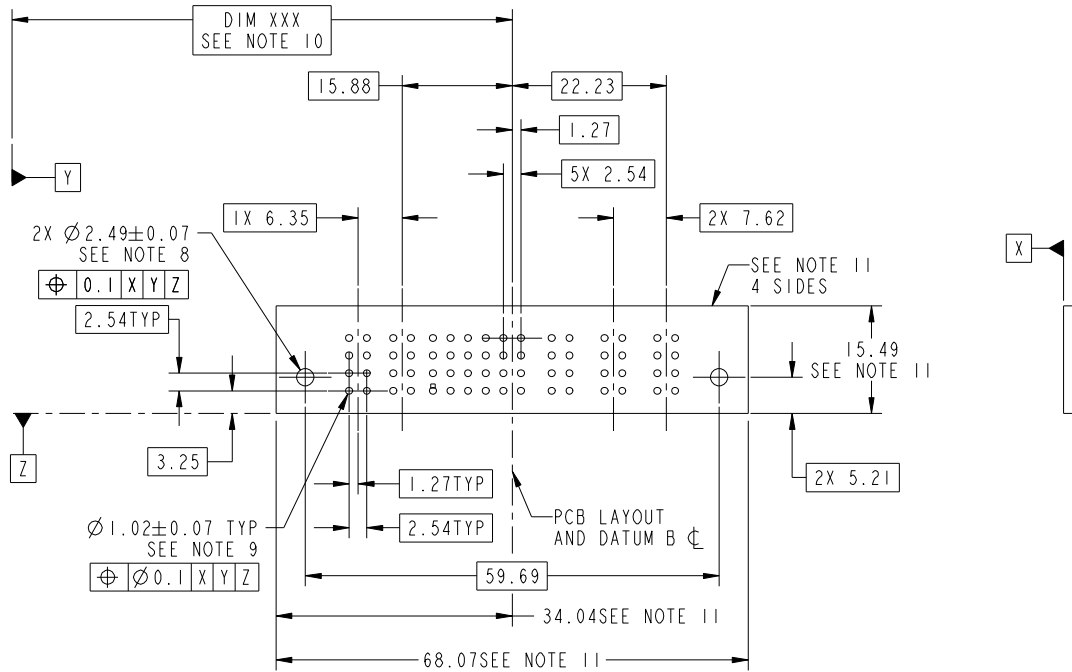 DIM XXX
SEE NOTE 10
15.88
22.23
1.27
5X 2.54
Y
1X 6.35
2X 7.62
2X Ø2.49±0.07
SEE NOTE 8
⌖ 0.1 X Y Z
X
SEE NOTE 11
4 SIDES
2.54TYP
15.49
SEE NOTE 11
8
Z
3.25
1.27TYP
2X 5.21
Ø1.02±0.07 TYP
SEE NOTE 9
⌖ Ø0.1 X Y Z
2.54TYP
PCB LAYOUT
AND DATUM B ℄
59.69
34.04SEE NOTE 11
68.07SEE NOTE 11